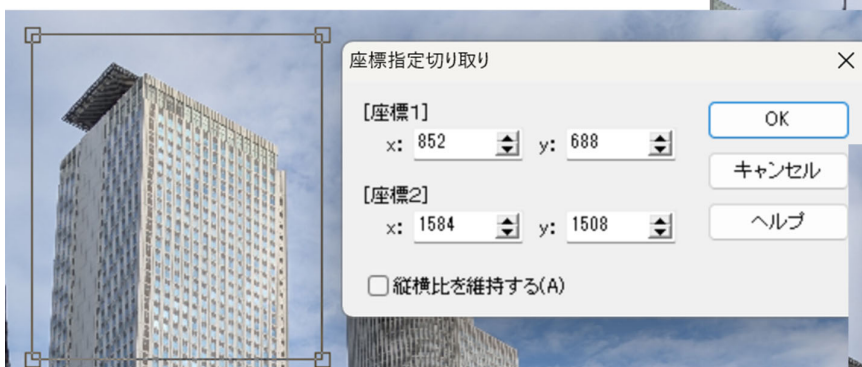 座標指定切り取り
[座標1]
x: 852 y: 688
[座標2]
x: 1584 y: 1508
縦横比を維持する(A)
OK
キャンセル
ヘルプ